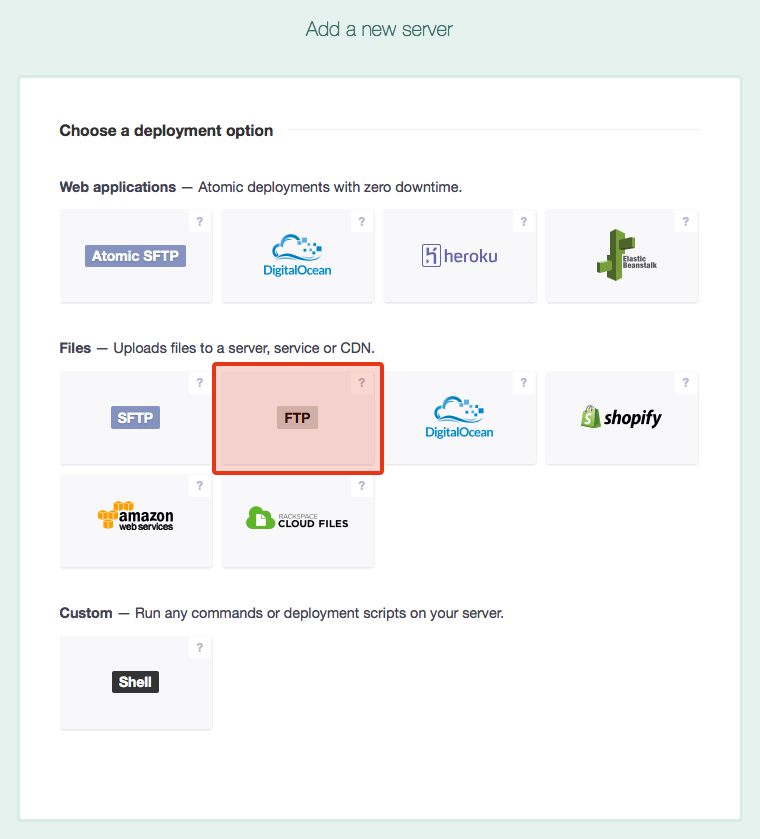 Add a new server
Choose a deployment option
Web applications — Atomic deployments with zero downtime.
? ? ? ?
Atomic SFTP
DigitalOcean
heroku
Elastic
Beanstalk
Files — Uploads files to a server, service or CDN.
? ? ? ?
SFTP
FTP
DigitalOcean
shopify
? ?
amazon
web services
RACKSPACE
CLOUD FILES
Custom — Run any commands or deployment scripts on your server.
?
Shell